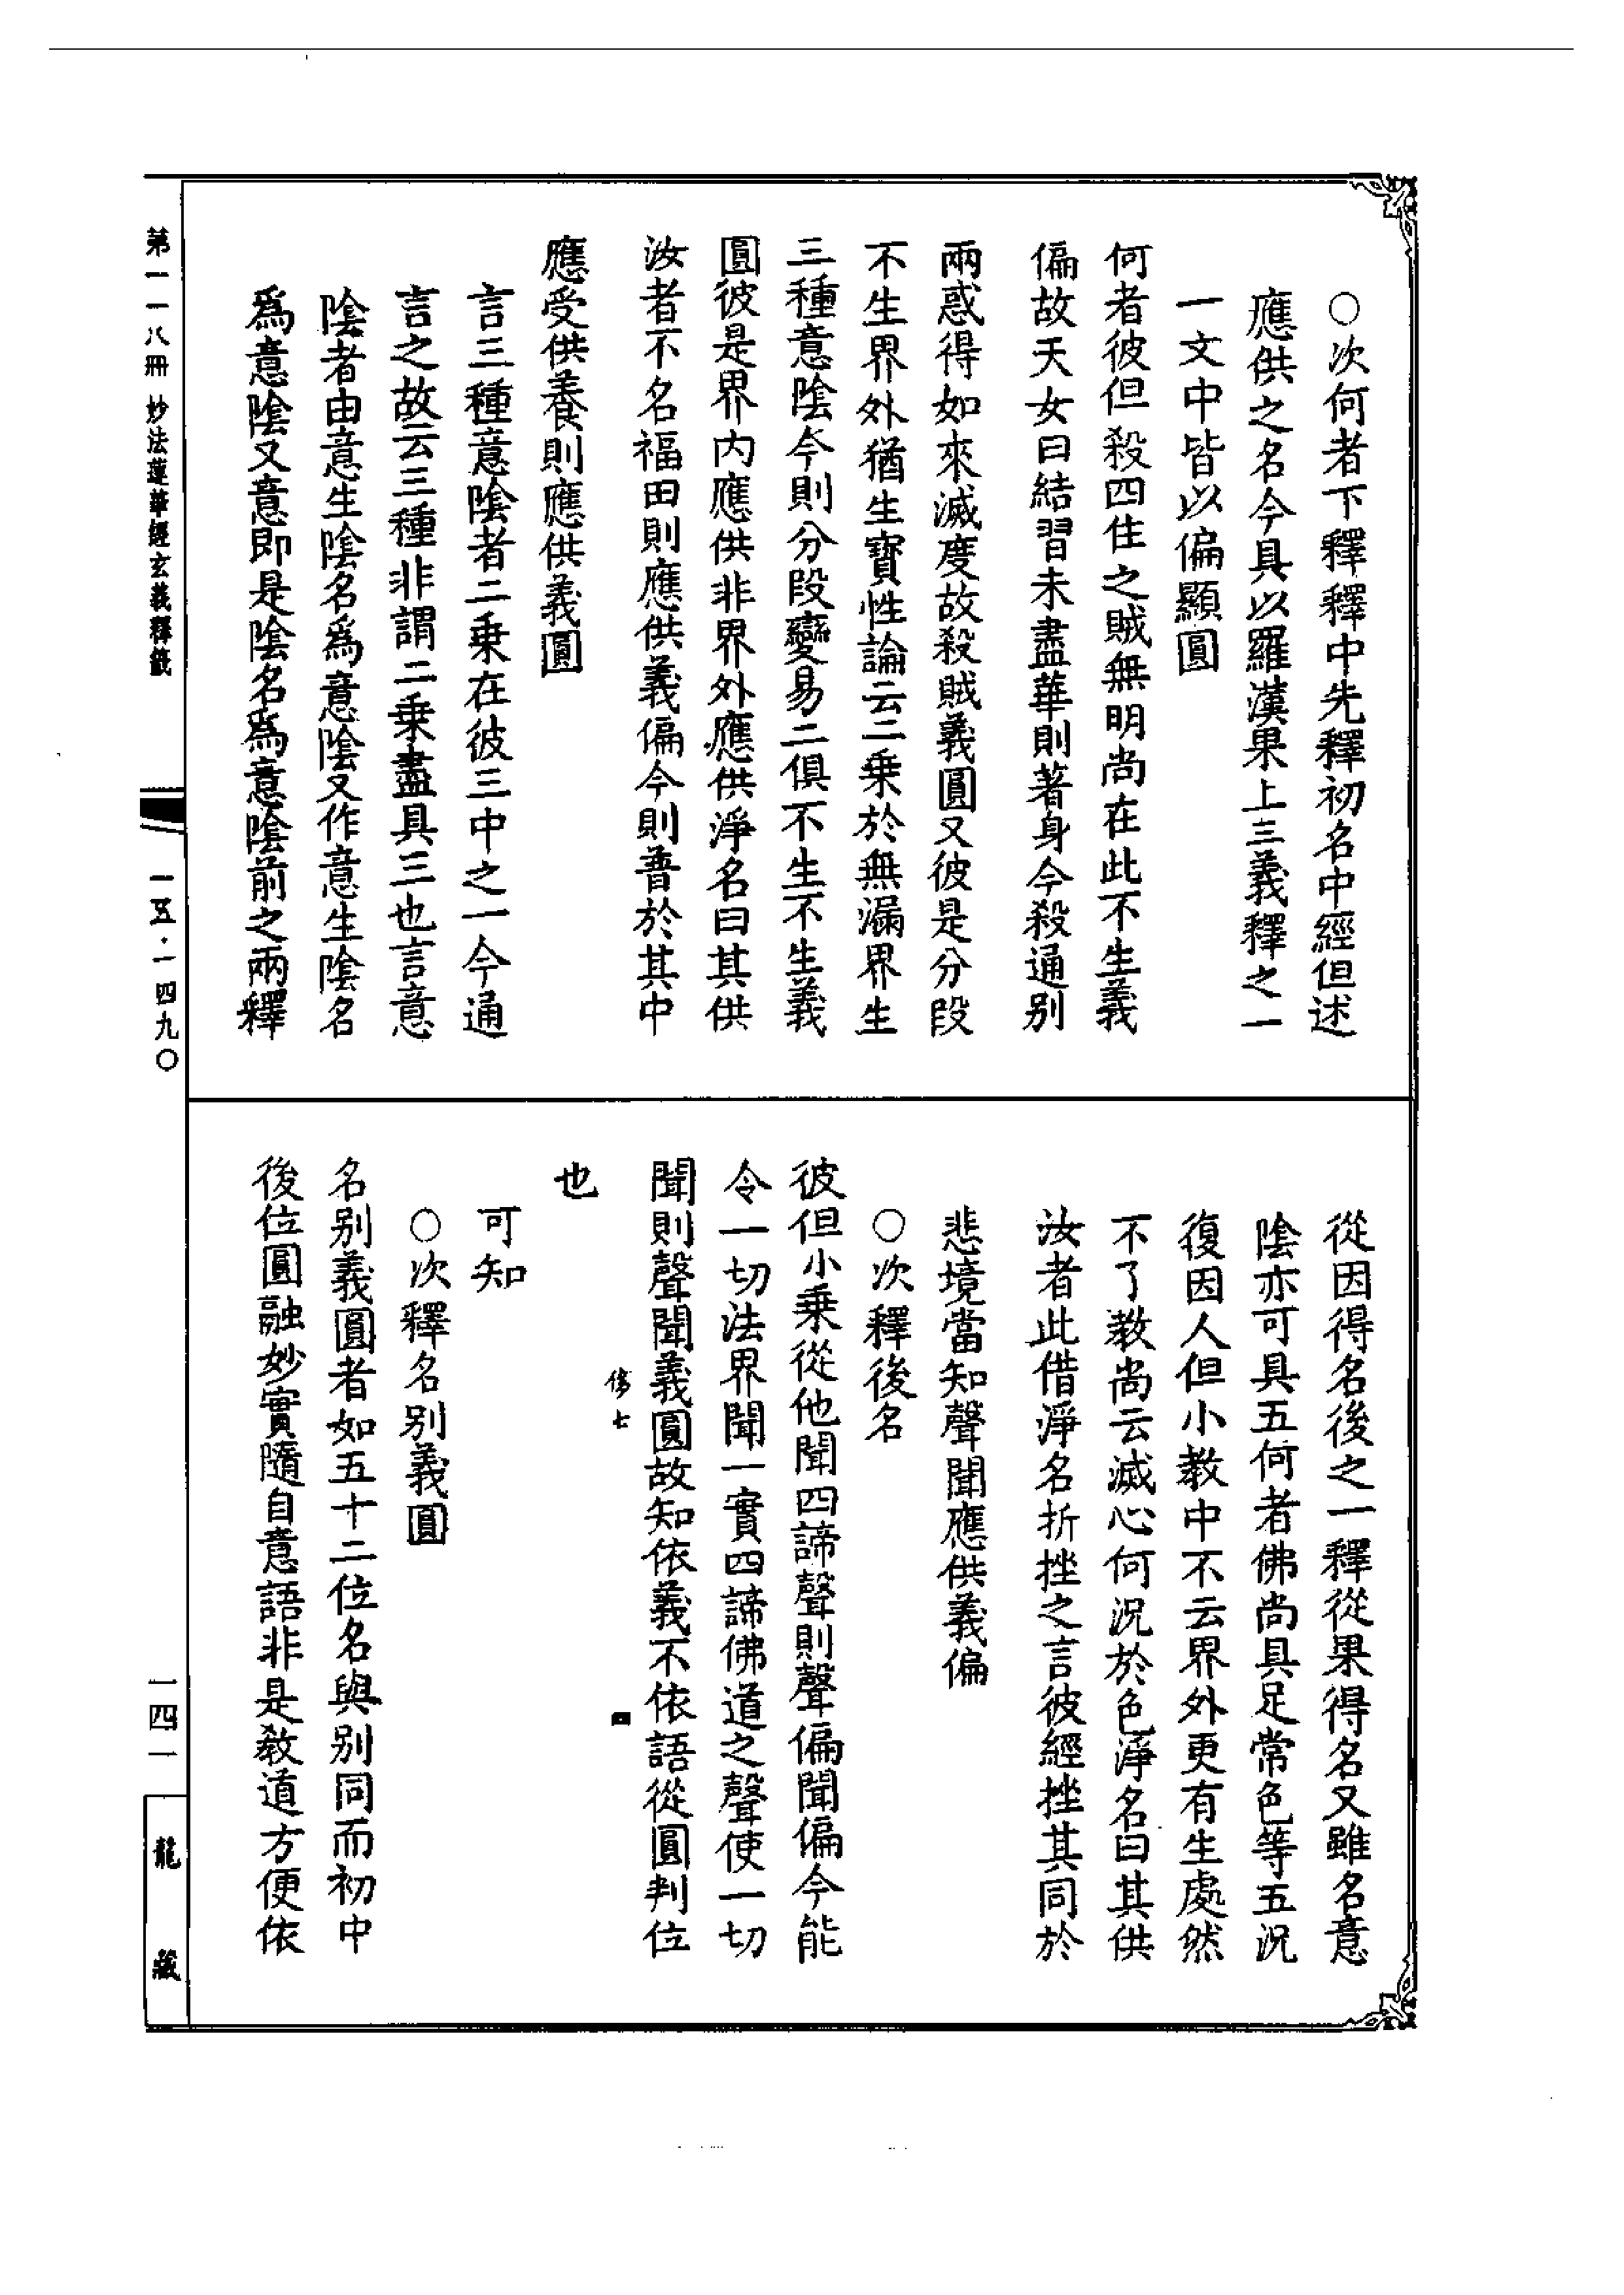 ○次何者下釋釋中先釋初名中經但述
應供之名今具以羅漢果上三義釋之一
一文中皆以偏顯圓
何者彼但殺四住之賊無明尚在此不生義
偏故天女曰結習未盡華則著身今殺通別
兩惑得如來滅度故殺賊義圓又彼是分段
不生界外猶生寶性論云二乗於無漏界生
三種意陰今則分段變易二俱不生不生義
圓彼是界内應供非界外應供淨名曰其供
汝者不名福田則應供義偏今則普於其中
應受供養則應供義圓
言三種意陰者二乗在彼三中之一今通
言之故云三種非謂二乗盡具三也言意
陰者由意生陰名爲意陰又作意生陰名
爲意陰又意即是陰名爲意陰前之兩釋
從因得名後之一釋從果得名又雖名意
陰亦可具五何者佛尚具足常色等五況
復因人但小教中不云界外更有生處然
不了教尚云滅心何況於色淨名曰其供
汝者此借淨名折挫之言彼經挫其同於
悲境當知聲聞應供義偏
○次釋後名
彼但小乗從他聞四諦聲則聲偏聞偏今能
令一切法界聞一實四諦佛道之聲使一切
聞則聲聞義圓故知依義不依語從圓判位
也
可知
○次釋名别義圓
名别義圓者如五十二位名與别同而初中
後位圓融妙實隨自意語非是教道方便依
第一一八冊 妙法蓮華經玄義釋籤
一五·一四九〇
一四一
龍藏